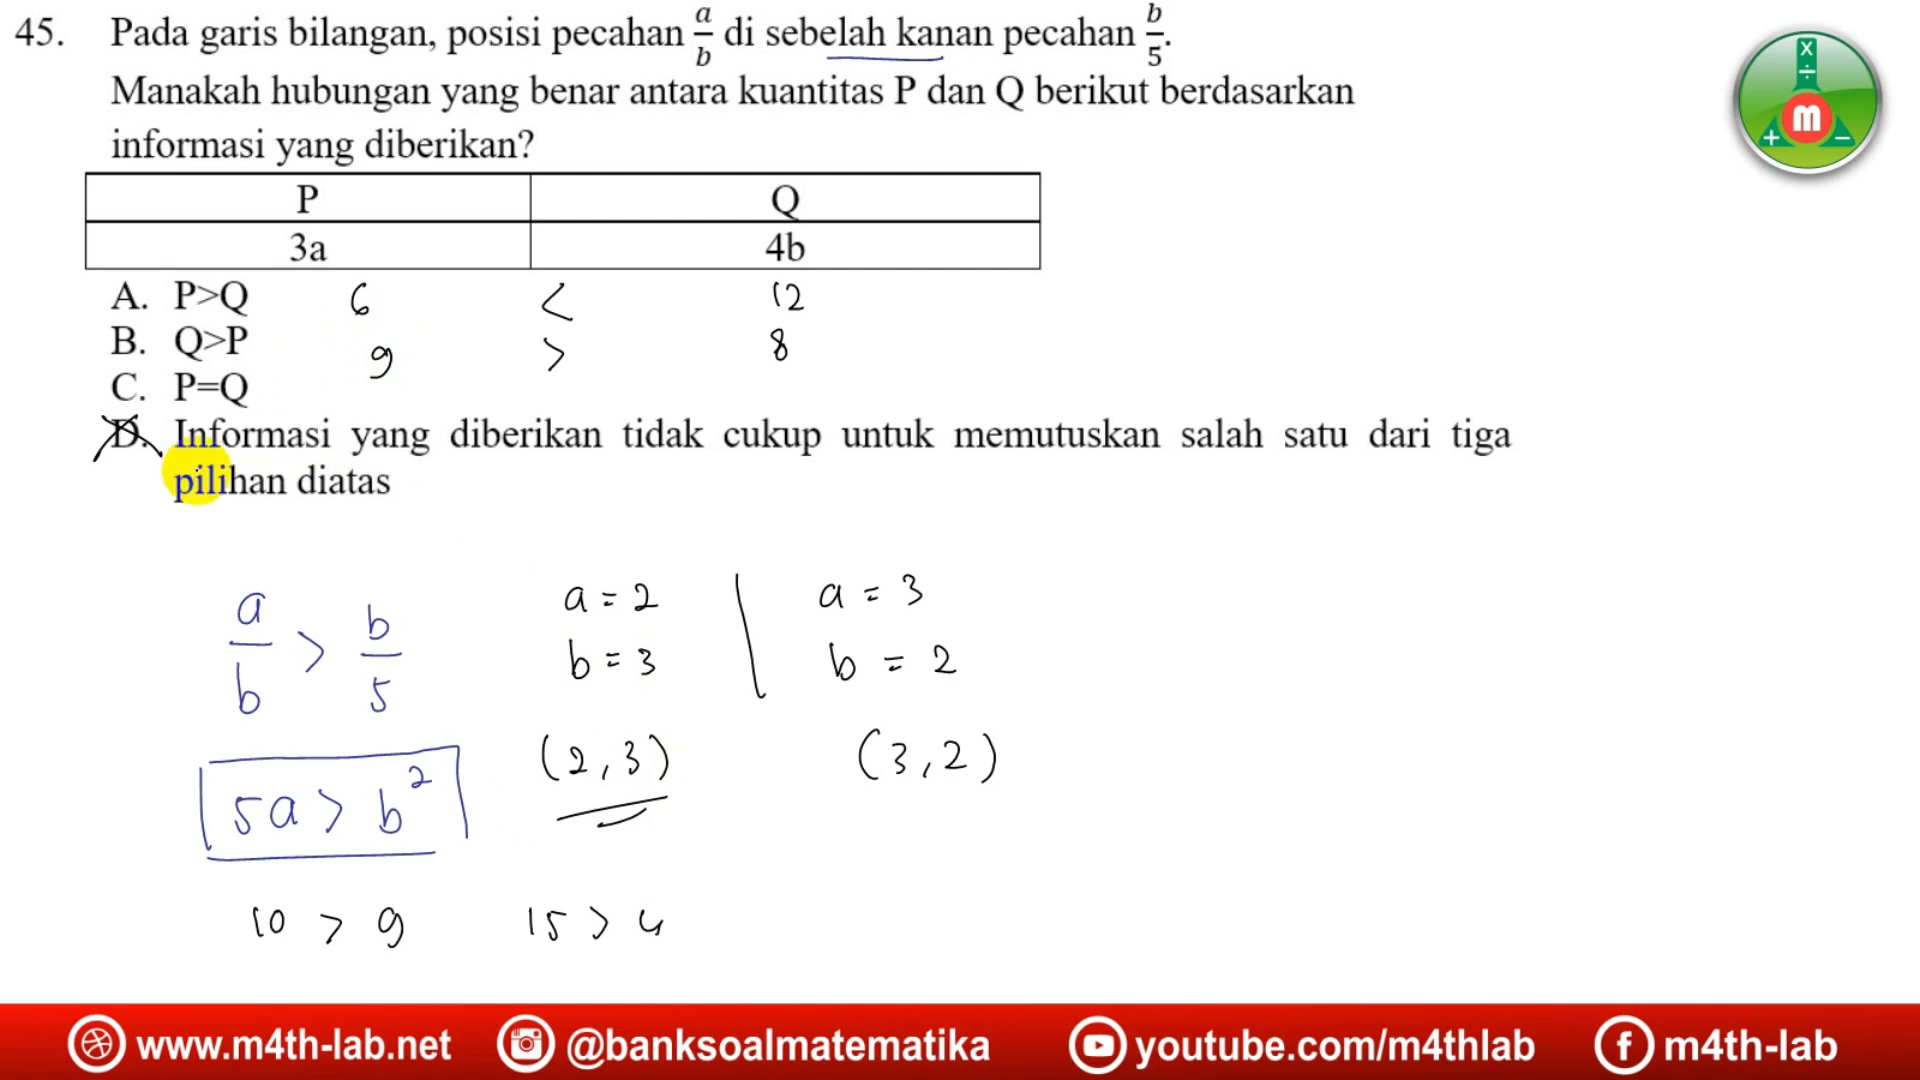 45. Pada garis bilangan, posisi pecahan a/b di sebelah kanan pecahan b/5.
Manakah hubungan yang benar antara kuantitas P dan Q berikut berdasarkan
informasi yang diberikan?
P Q
3a 4b
A. P>Q 6 < 12
B. Q>P 9 > 8
C. P=Q
D. Informasi yang diberikan tidak cukup untuk memutuskan salah satu dari tiga
pilihan diatas
a/b > b/5
a = 2 | a = 3
b = 3 | b = 2
(2,3) (3,2)
5a > b²
10 > 9 15 > 4
x ÷ m + −
www.m4th-lab.net @banksoalmatematika youtube.com/m4thlab f m4th-lab